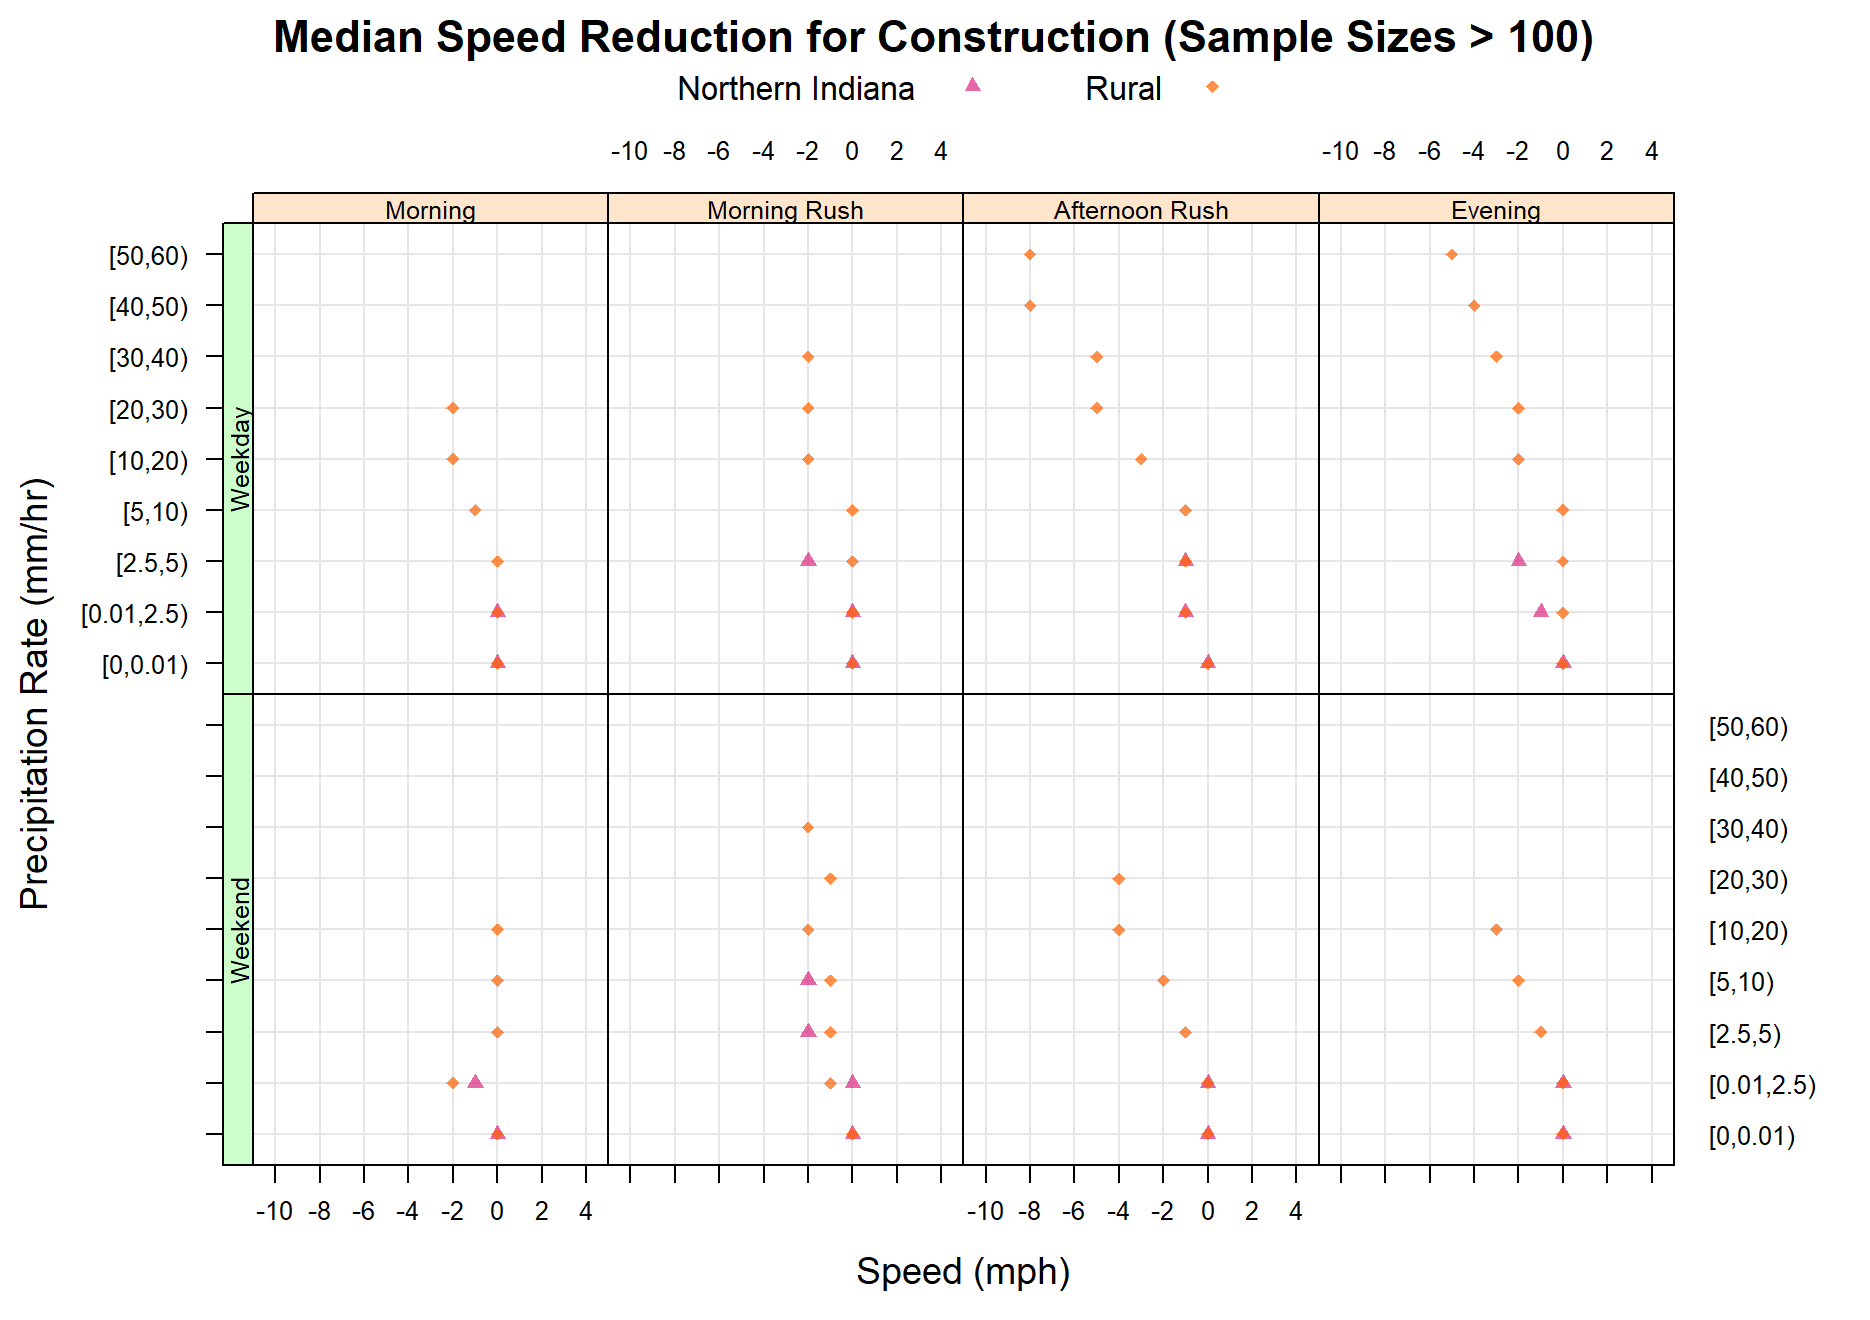 Median Speed Reduction for Construction (Sample Sizes > 100)
Northern Indiana Rural
-10 -8 -6 -4 -2 0 2 4 -10 -8 -6 -4 -2 0 2 4
Morning Morning Rush Afternoon Rush Evening
[50,60)
[40,50)
[30,40)
[20,30)
[10,20)
[5,10)
[2.5,5)
[0.01,2.5)
[0,0.01)
Weekday
Precipitation Rate (mm/hr)
Weekend
[50,60)
[40,50)
[30,40)
[20,30)
[10,20)
[5,10)
[2.5,5)
[0.01,2.5)
[0,0.01)
-10 -8 -6 -4 -2 0 2 4 -10 -8 -6 -4 -2 0 2 4
Speed (mph)